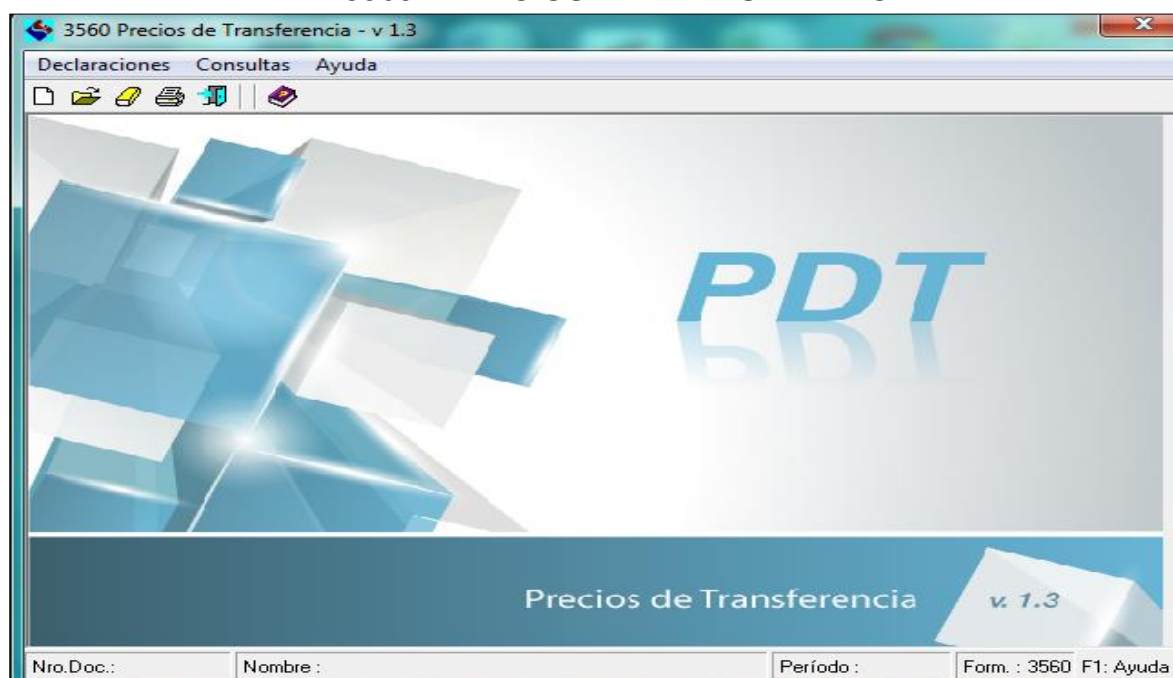 3560 Precios de Transferencia - v 1.3
Declaraciones Consultas Ayuda
PDT
Precios de Transferencia
v. 1.3
Nro.Doc.:
Nombre :
Período :
Form. : 3560
F1: Ayuda